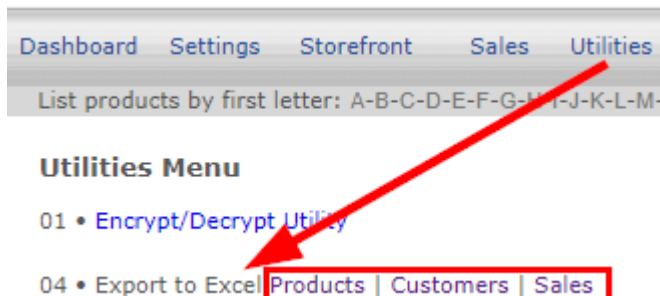 Dashboard Settings Storefront Sales Utilities
List products by first letter: A-B-C-D-E-F-G-H-I-J-K-L-M-
Utilities Menu
01 • Encrypt/Decrypt Utility
04 • Export to Excel Products | Customers | Sales